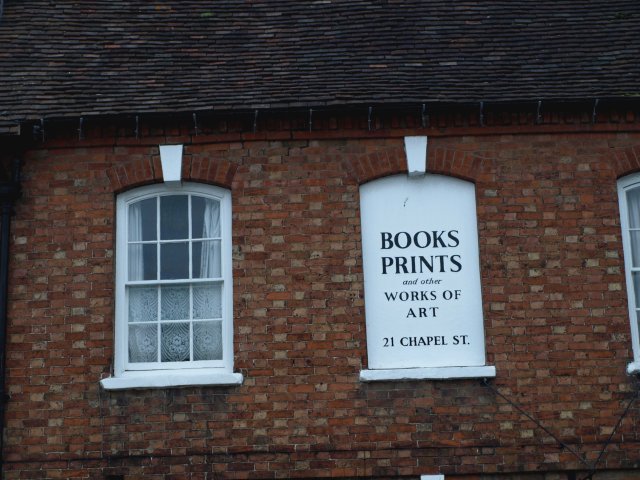 BOOKS
PRINTS
and other
WORKS OF
ART
21 CHAPEL ST.